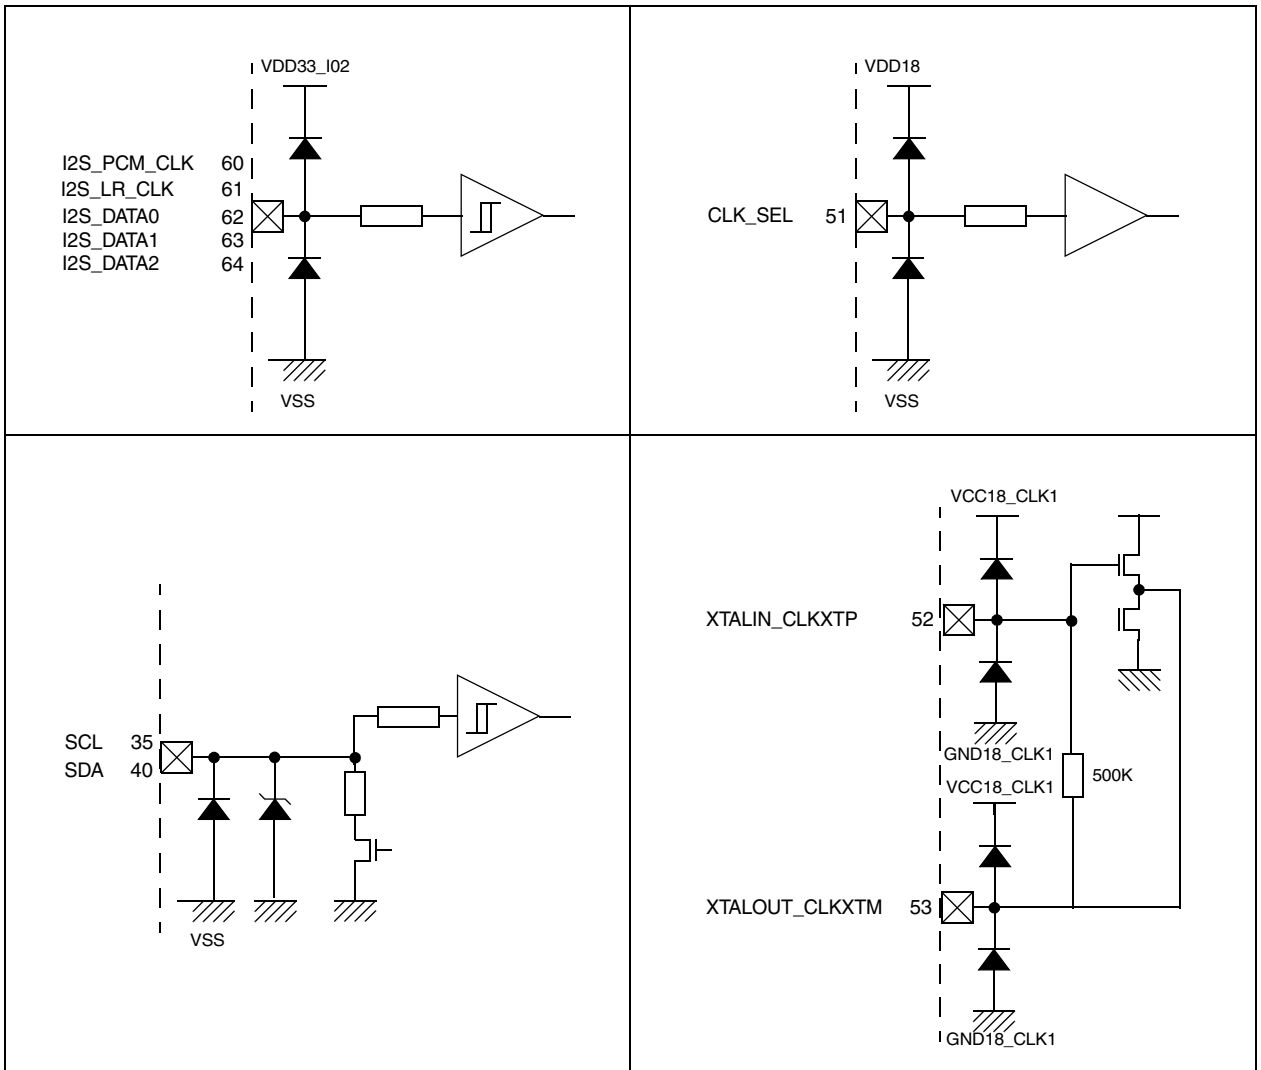 VDD33_I02
I2S_PCM_CLK 60
I2S_LR_CLK 61
I2S_DATA0 62
I2S_DATA1 63
I2S_DATA2 64
VSS
VDD18
CLK_SEL 51
VSS
SCL 35
SDA 40
VSS
VCC18_CLK1
XTALIN_CLKXTP 52
GND18_CLK1
VCC18_CLK1
500K
XTALOUT_CLKXTM 53
GND18_CLK1